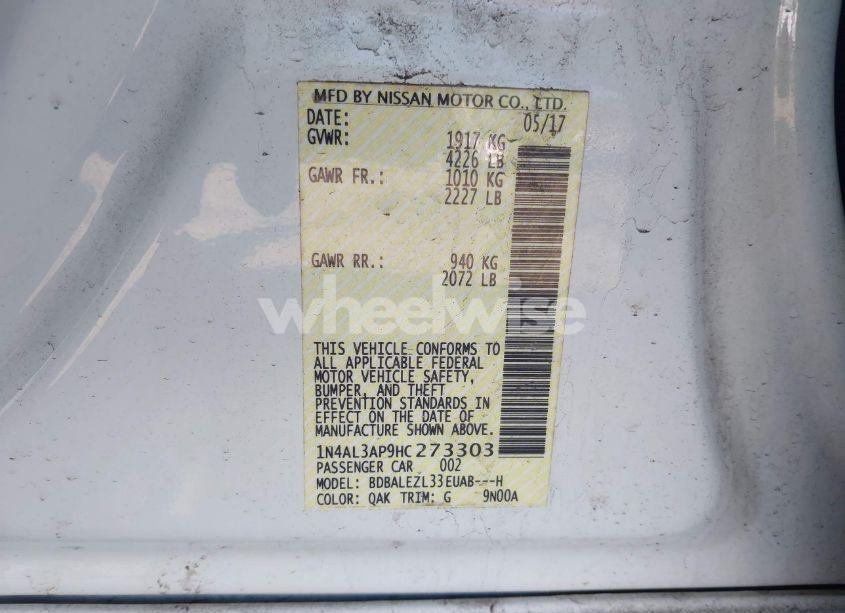 MFD BY NISSAN MOTOR CO., LTD.
DATE: 05/17
GVWR: 1917 KG
4226 LB
GAWR FR.: 1010 KG
2227 LB
GAWR RR.: 940 KG
2072 LB
wheelwise
THIS VEHICLE CONFORMS TO
ALL APPLICABLE FEDERAL
MOTOR VEHICLE SAFETY,
BUMPER, AND THEFT
PREVENTION STANDARDS IN
EFFECT ON THE DATE OF
MANUFACTURE SHOWN ABOVE.
1N4AL3AP9HC273303
PASSENGER CAR 002
MODEL: BDBALEZL33EUAB---H
COLOR: QAK TRIM: G 9N00A